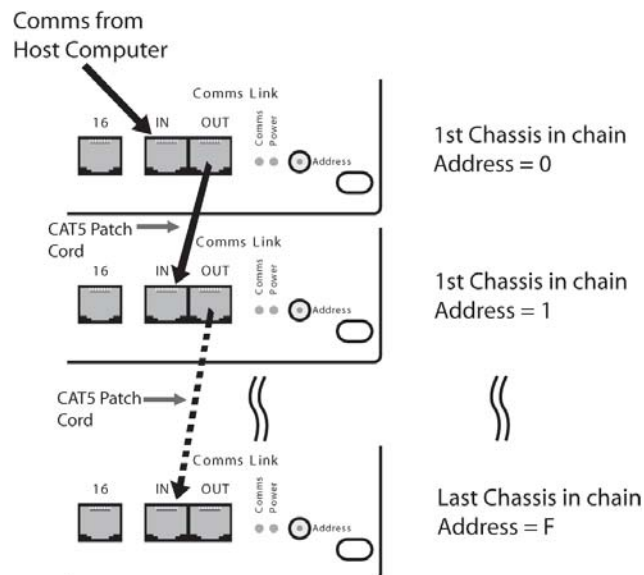 Comms from
Host Computer
Comms Link
16 IN OUT Comms Power Address
1st Chassis in chain
Address = 0
CAT5 Patch
Cord
Comms Link
16 IN OUT Comms Power Address
1st Chassis in chain
Address = 1
CAT5 Patch
Cord
Comms Link
16 IN OUT Comms Power Address
Last Chassis in chain
Address = F